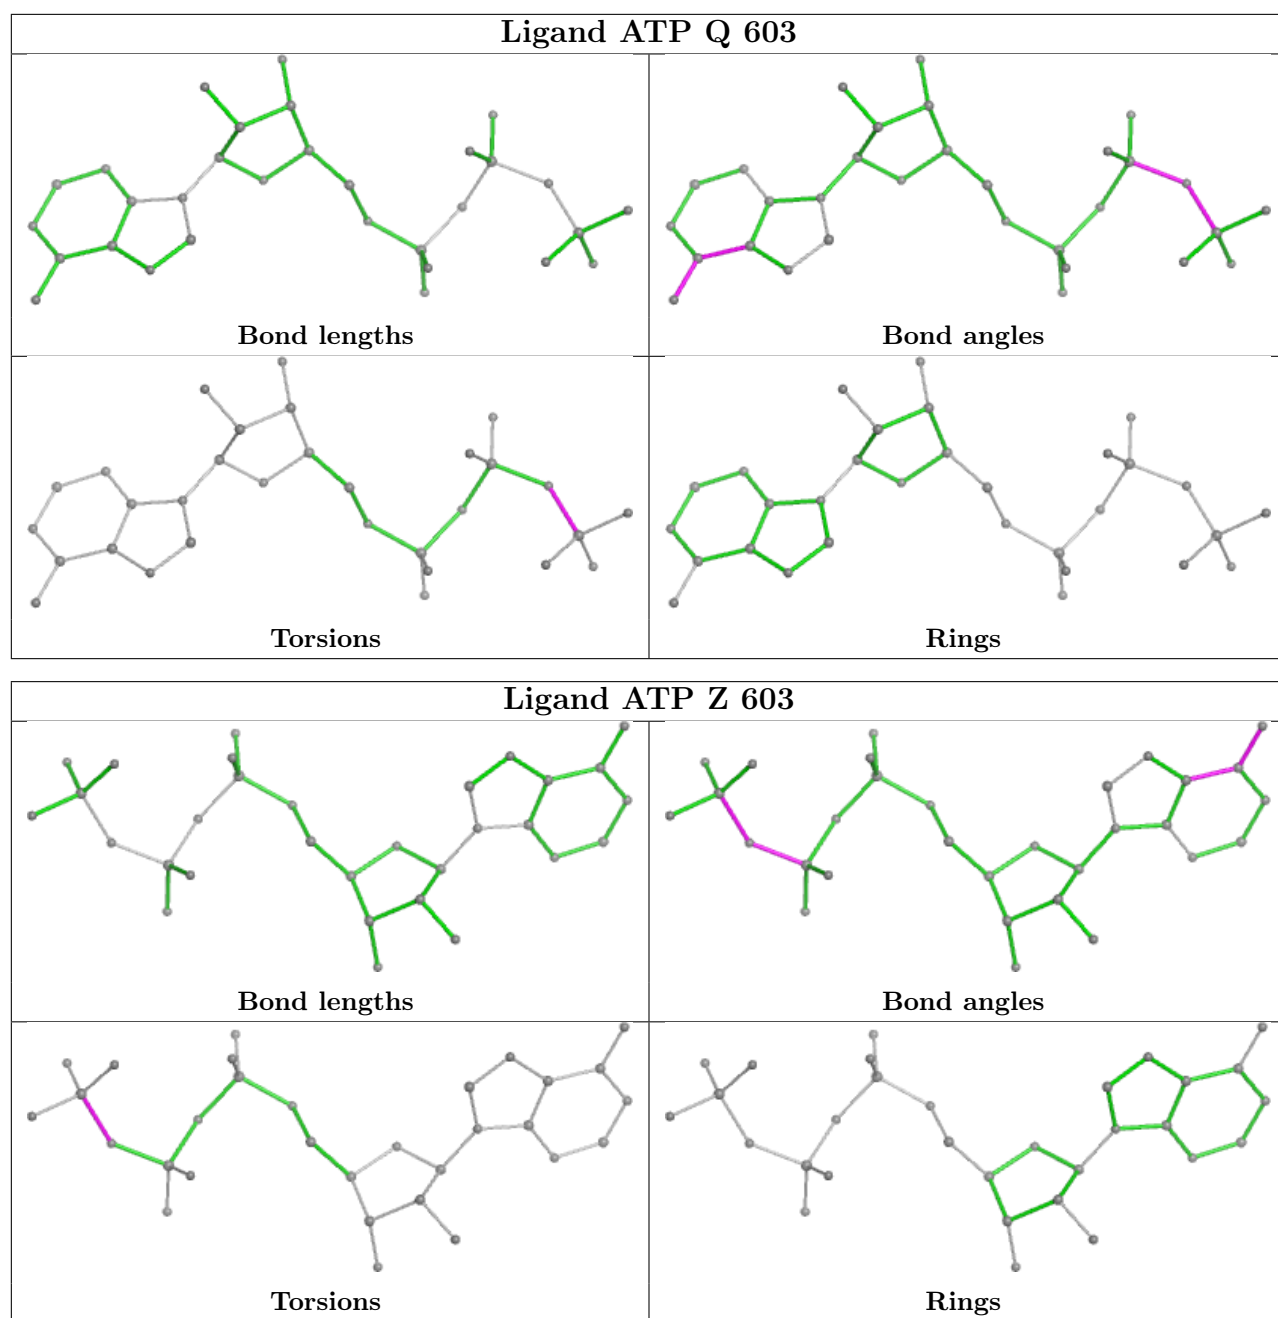 Ligand ATP Q 603
Bond lengths
Bond angles
Torsions
Rings
Ligand ATP Z 603
Bond lengths
Bond angles
Torsions
Rings